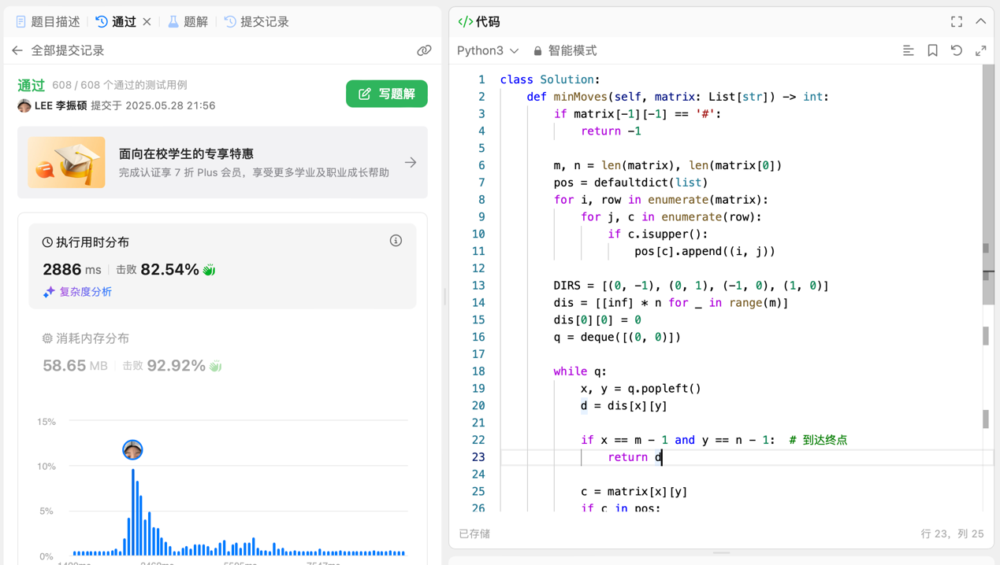 题目描述
通过
题解
提交记录
全部提交记录
通过 608 / 608 个通过的测试用例
LEE 李振硕 提交于 2025.05.28 21:56
写题解
面向在校学生的专享特惠
完成认证享 7 折 Plus 会员，享受更多学业及职业成长帮助
执行用时分布
2886 ms 击败 82.54%
复杂度分析
消耗内存分布
58.65 MB 击败 92.92%
15%
10%
5%
0%
</> 代码
Python3 智能模式
1 class Solution:
2     def minMoves(self, matrix: List[str]) -> int:
3         if matrix[-1][-1] == '#':
4             return -1
5
6         m, n = len(matrix), len(matrix[0])
7         pos = defaultdict(list)
8         for i, row in enumerate(matrix):
9             for j, c in enumerate(row):
10                 if c.isupper():
11                     pos[c].append((i, j))
12
13         DIRS = [(0, -1), (0, 1), (-1, 0), (1, 0)]
14         dis = [[inf] * n for _ in range(m)]
15         dis[0][0] = 0
16         q = deque([(0, 0)])
17
18         while q:
19             x, y = q.popleft()
20             d = dis[x][y]
21
22             if x == m - 1 and y == n - 1:  # 到达终点
23                 return d
24
25             c = matrix[x][y]
26             if c in pos:
已存储
行 23，列 25